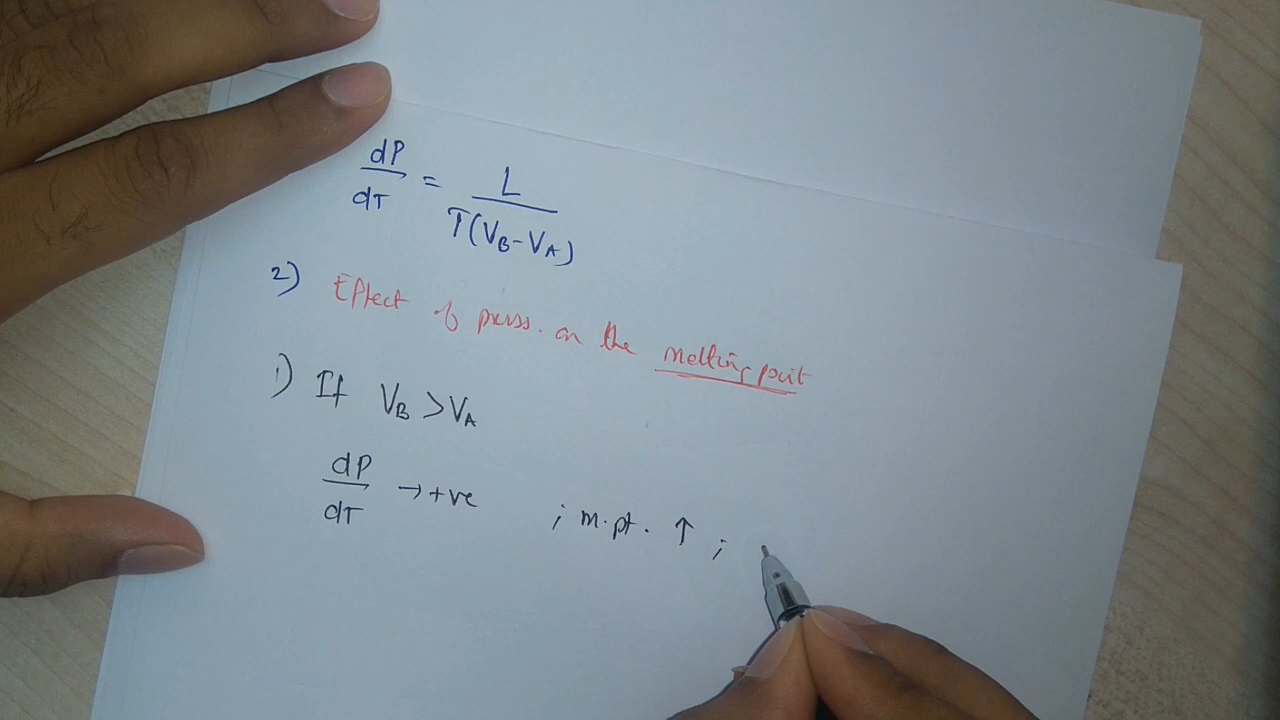 dP/dT = L/T(V_B-V_A)
2) Effect of press. on the melting point
1) If V_B > V_A
dP/dT → +ve ; m.pt. ↑ ;